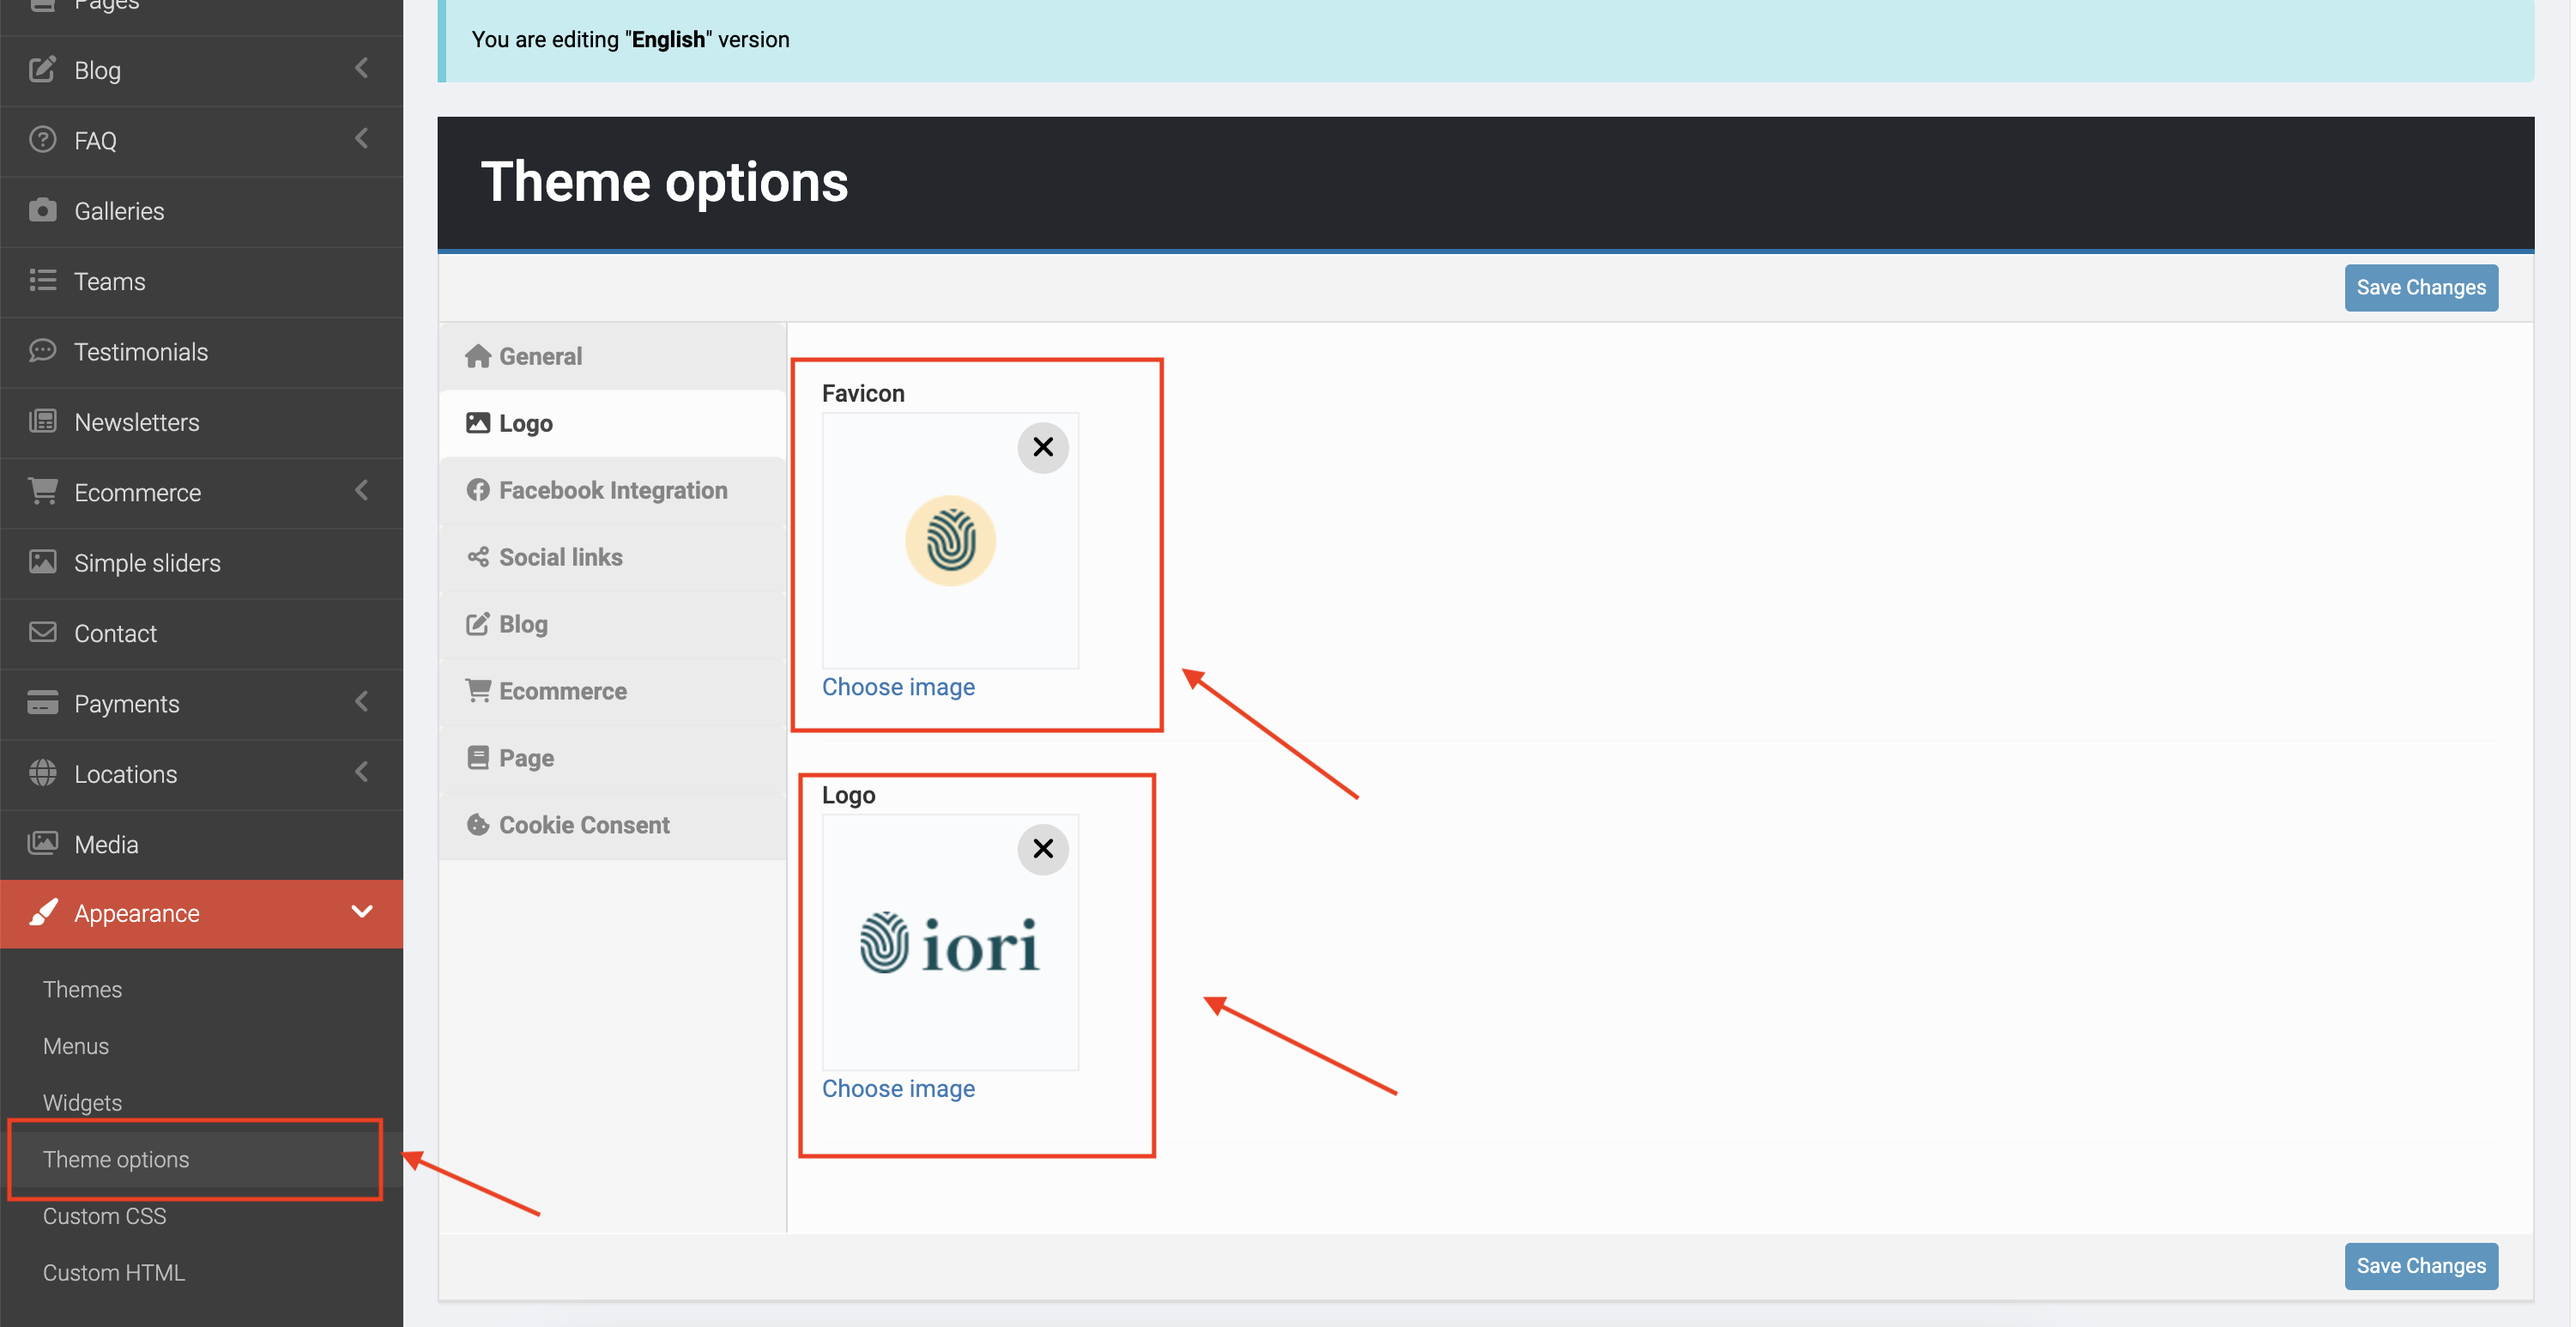 Pages
Blog
FAQ
Galleries
Teams
Testimonials
Newsletters
Ecommerce
Simple sliders
Contact
Payments
Locations
Media
Appearance
Themes
Menus
Widgets
Theme options
Custom CSS
Custom HTML
You are editing "English" version
Theme options
Save Changes
General
Logo
Facebook Integration
Social links
Blog
Ecommerce
Page
Cookie Consent
Favicon
Choose image
Logo
iori
Choose image
Save Changes